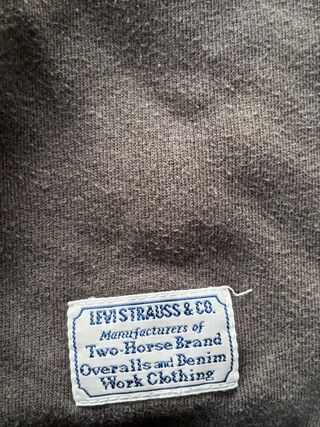 LEVI STRAUSS & CO.
Manufacturers of
Two-Horse Brand
Overalls and Denim
Work Clothing